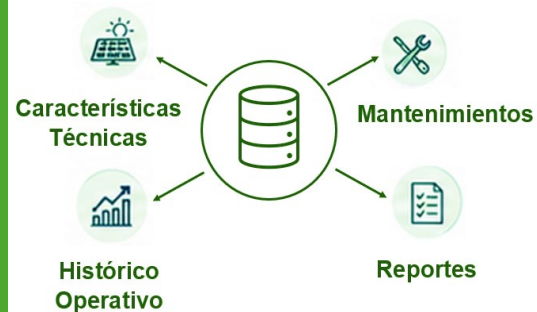 Características
Técnicas
Mantenimientos
Histórico
Operativo
Reportes